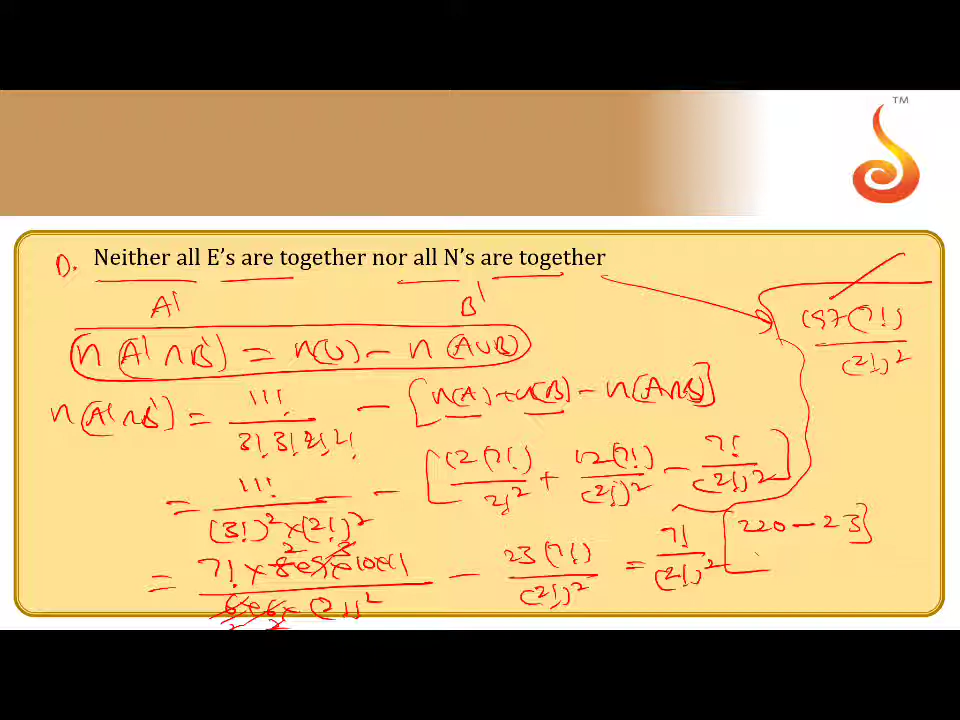 TM
D. Neither all E’s are together nor all N’s are together
A' B'
n(A'∩B') = n(U) - n(A∪B)
197(7!) / (2!)²
n(A'∩B') = 11! / 3! 3! 2! 2! - [n(A) + n(B) - n(A∩B)]
= 11! / (3!)² × (2!)² - [12(7!) / 2!² + 12(7!) / (2!)² - 7! / (2!)²]
= 7! × 8 × 9 × 10 × 11 / 6 × 6 × (2!)² - 23(7!) / (2!)² = 7! / (2!)² [220 - 23]